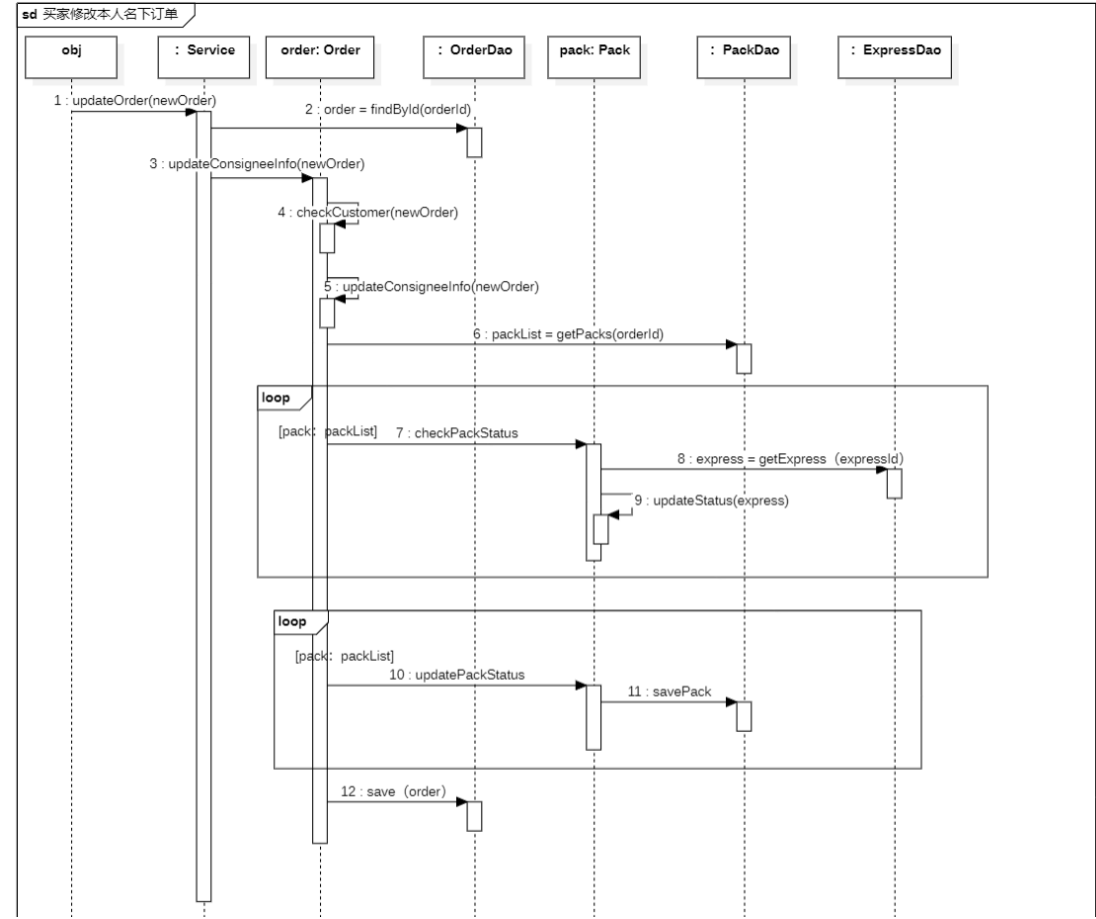 sd 买家修改本人名下订单
obj
： Service
order: Order
： OrderDao
pack: Pack
： PackDao
： ExpressDao
1 : updateOrder(newOrder)
2 : order = findById(orderId)
3 : updateConsigneeInfo(newOrder)
4 : checkCustomer(newOrder)
5 : updateConsigneeInfo(newOrder)
6 : packList = getPacks(orderId)
loop
[pack： packList]
7 : checkPackStatus
8 : express = getExpress（expressId）
9 : updateStatus(express)
loop
[pack： packList]
10 : updatePackStatus
11 : savePack
12 : save（order）